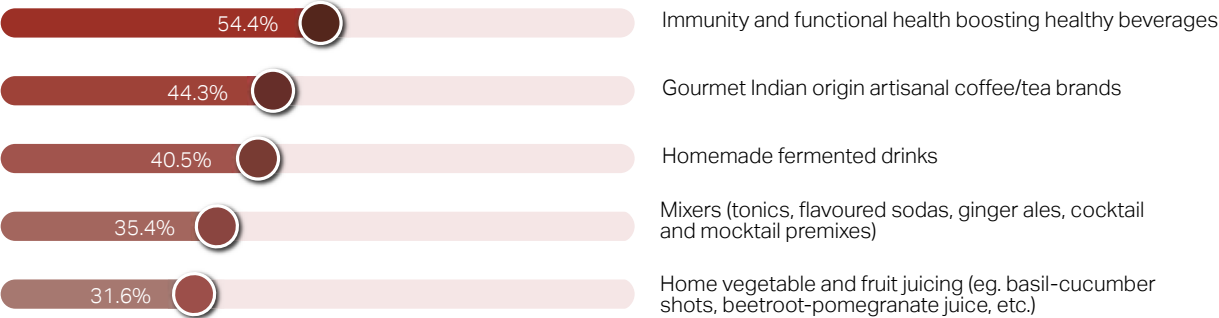 54.4%
Immunity and functional health boosting healthy beverages
44.3%
Gourmet Indian origin artisanal coffee/tea brands
40.5%
Homemade fermented drinks
35.4%
Mixers (tonics, flavoured sodas, ginger ales, cocktail
and mocktail premixes)
31.6%
Home vegetable and fruit juicing (eg. basil-cucumber
shots, beetroot-pomegranate juice, etc.)